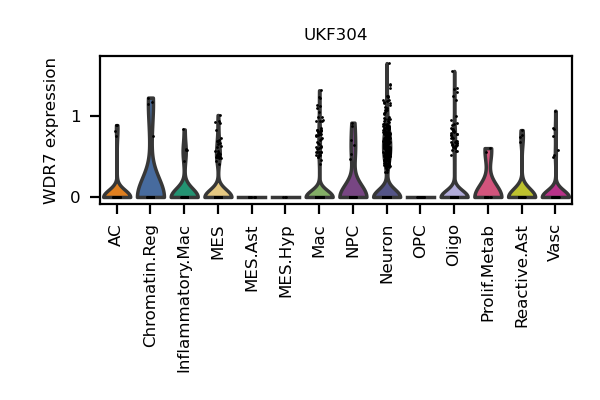 UKF304
WDR7 expression
1
0
AC
Chromatin.Reg
Inflammatory.Mac
MES
MES.Ast
MES.Hyp
Mac
NPC
Neuron
OPC
Oligo
Prolif.Metab
Reactive.Ast
Vasc